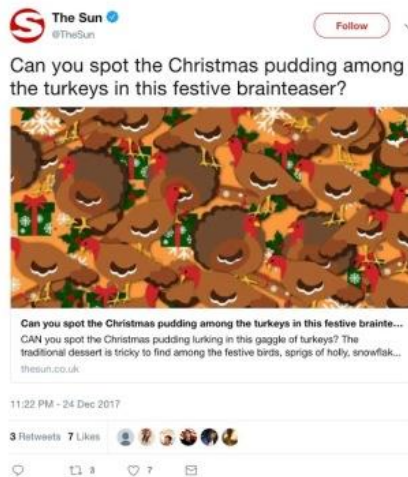 The Sun
@TheSun
Follow
Can you spot the Christmas pudding among
the turkeys in this festive brainteaser?
Can you spot the Christmas pudding among the turkeys in this festive brainte...
CAN you spot the Christmas pudding lurking in this gaggle of turkeys? The
traditional dessert is tricky to find among the festive birds, sprigs of holly, snowflak...
thesun.co.uk
11:22 PM - 24 Dec 2017
3 Retweets 7 Likes
3 7